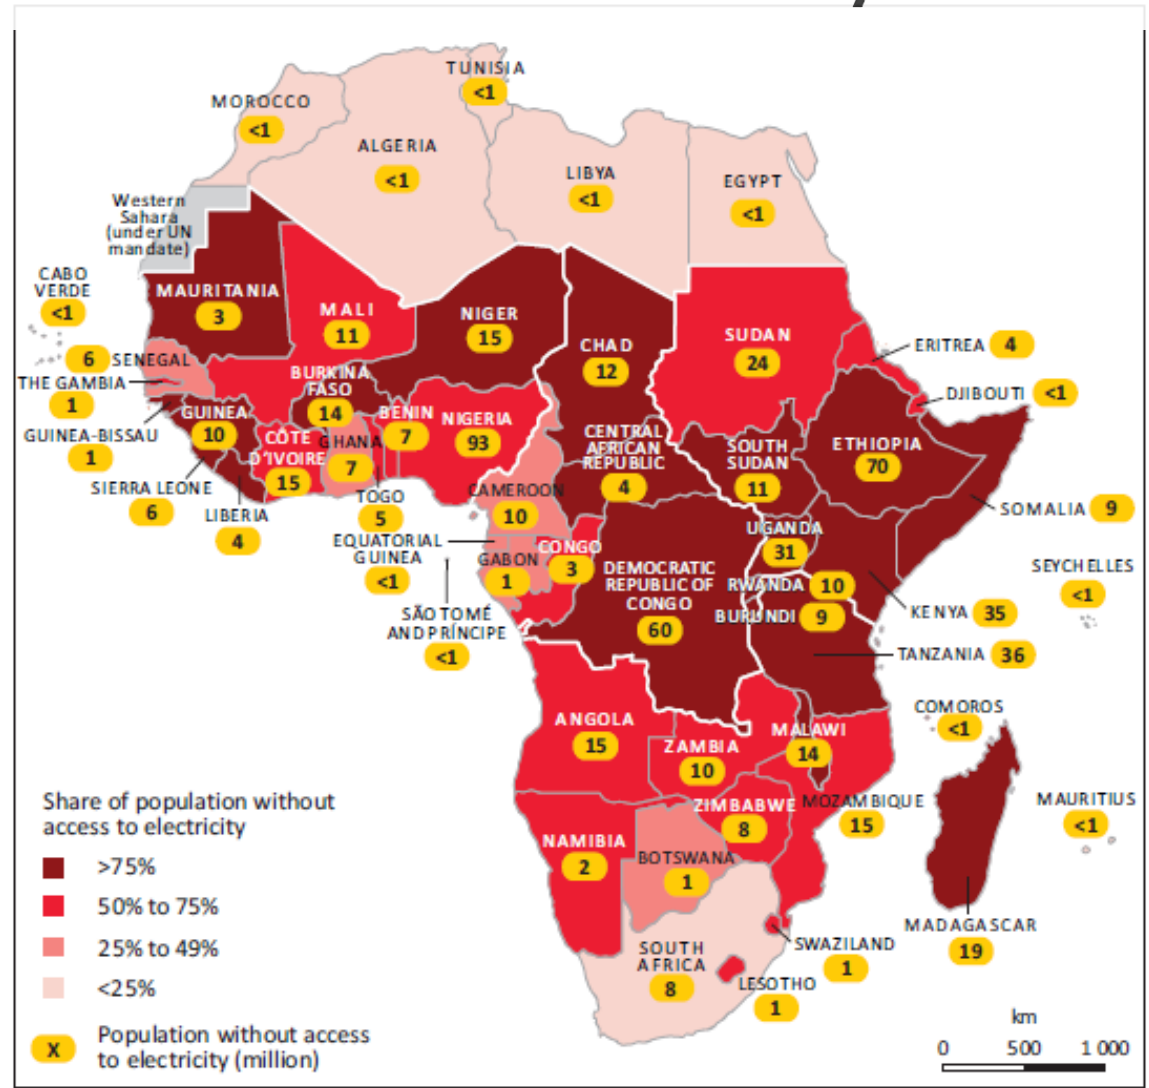 TUNISIA
<1
MOROCCO
<1
ALGERIA
<1
LIBYA
<1
EGYPT
<1
Western
Sahara
(under UN
mandate)
CABO
VERDE
<1
MAURITANIA
3
MALI
11
NIGER
15
CHAD
12
SUDAN
24
ERITREA 4
6 SENEGAL
THE GAMBIA
1
BURKINA
FASO
14
DJIBOUTI <1
GUINEA
10
GUINEA-BISSAU
1
CÔTE
D'IVOIRE
15
GHANA
7
BENIN
7
NIGERIA
93
CENTRAL
AFRICAN
REPUBLIC
4
SOUTH
SUDAN
11
ETHIOPIA
70
SIERRA LEONE
6
LIBERIA
4
TOGO
5
CAMEROON
10
SOMALIA 9
EQUATORIAL
GUINEA
<1
GABON
1
CONGO
3
UGANDA
31
DEMOCRATIC
REPUBLIC OF
CONGO
60
RWANDA 10
BURUNDI 9
SEYCHELLES
<1
KENYA 35
SÃO TOMÉ
AND PRÍNCIPE
<1
TANZANIA 36
ANGOLA
15
ZAMBIA
10
MALAWI
14
COMOROS
<1
NAMIBIA
2
BOTSWANA
1
ZIMBABWE
8
MOZAMBIQUE
15
MAURITIUS
<1
MADAGASCAR
19
SOUTH
AFRICA
8
SWAZILAND
1
LESOTHO
1
Share of population without
access to electricity
>75%
50% to 75%
25% to 49%
<25%
X Population without access
to electricity (million)
km
0 500 1 000